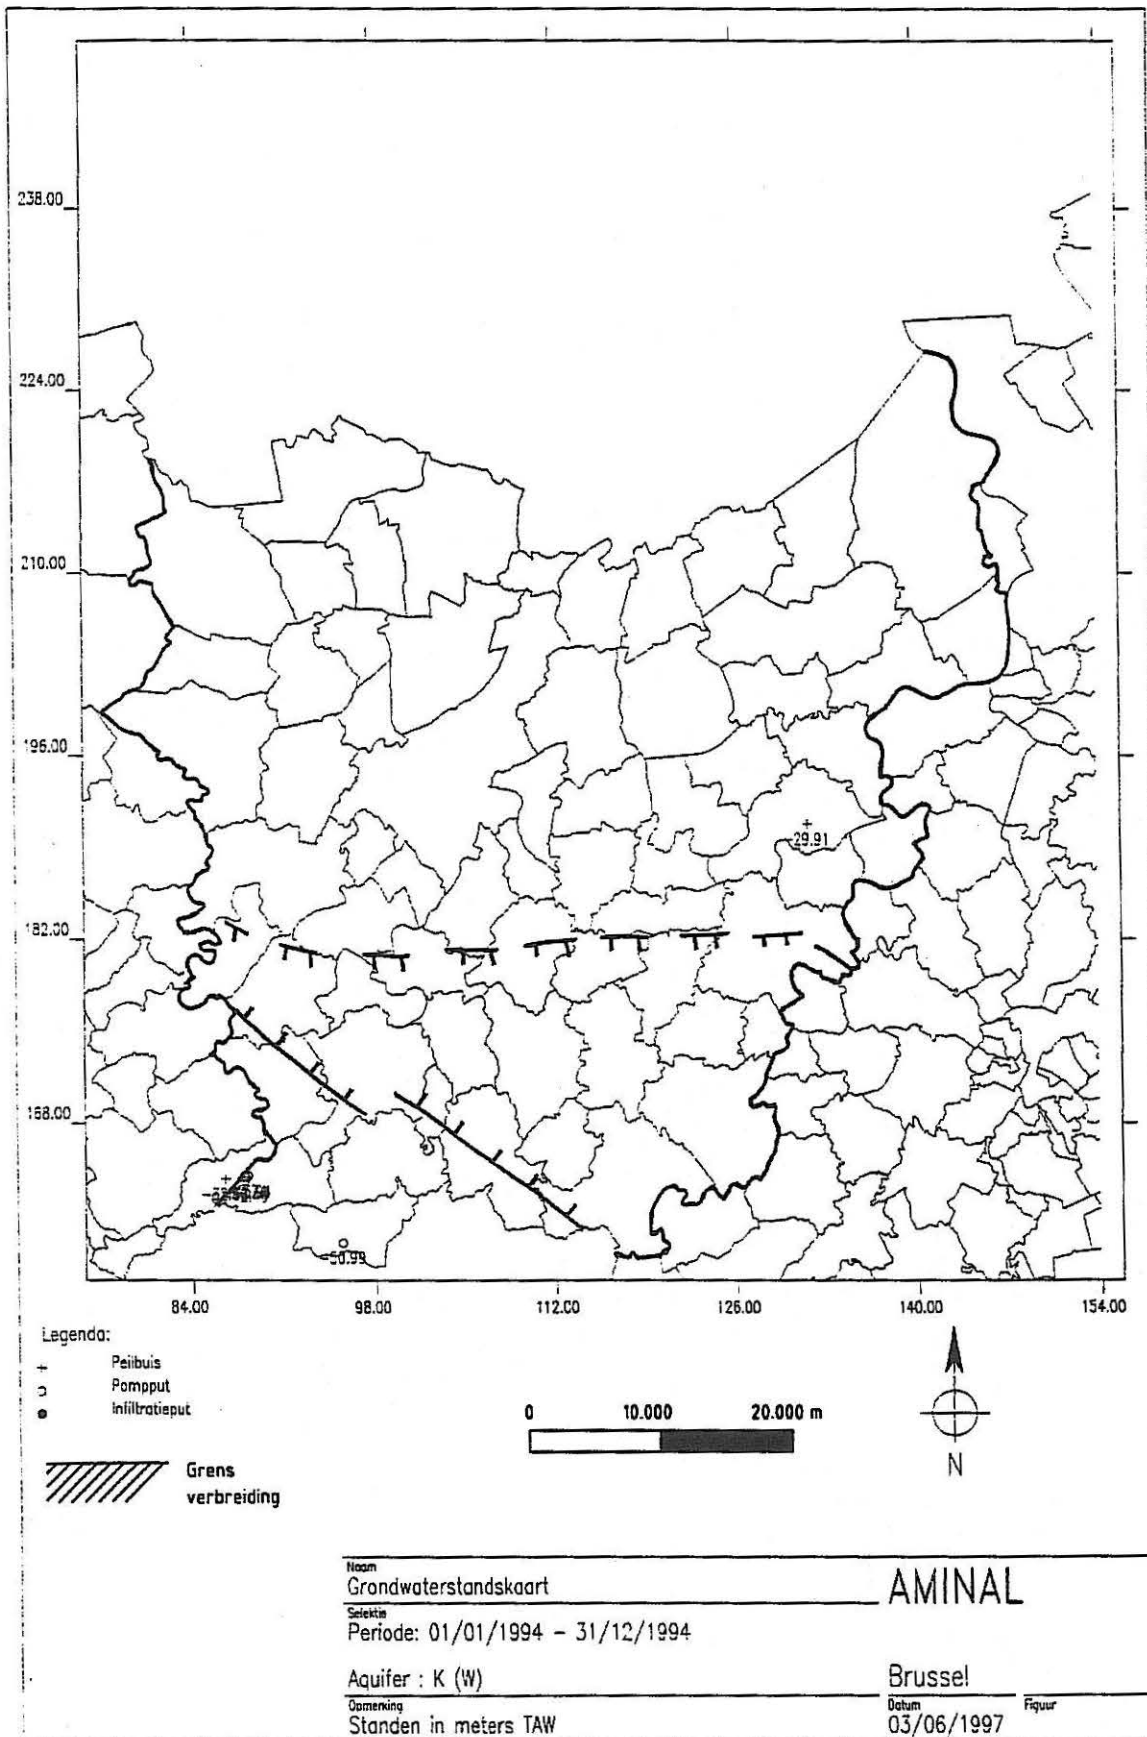 238.00
224.00
210.00
196.00
182.00
168.00
-29.91
-50.99
84.00 98.00 112.00 126.00 140.00 154.00
Legenda:
+ Peilbuis
o Pompput
● Infiltratieput
Grens
verbreiding
0 10.000 20.000 m
N
Naam
Grondwaterstandskaart
AMINAL
Selektie
Periode: 01/01/1994 - 31/12/1994
Aquifer : K (W)
Brussel
Opmerking
Standen in meters TAW
Datum
03/06/1997
Figuur